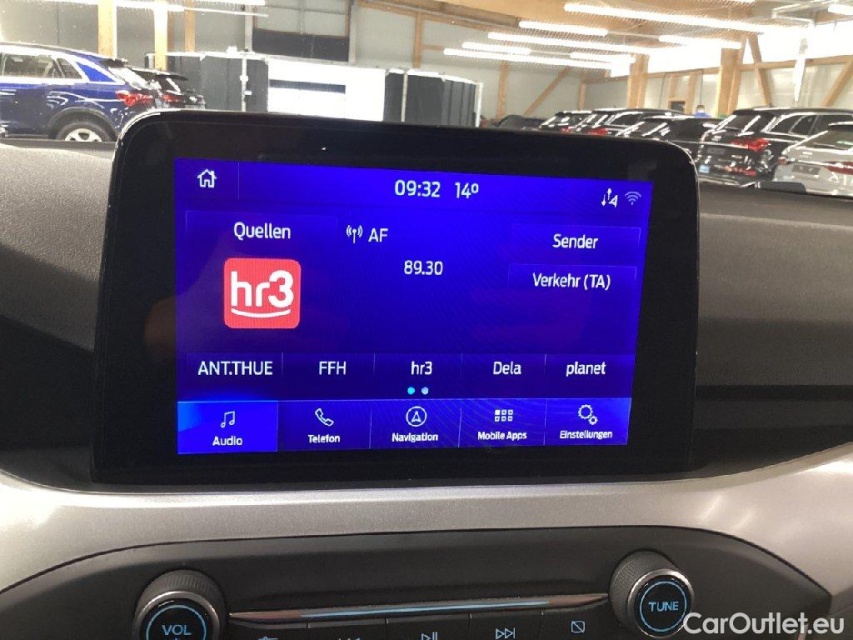 09:32 14°
Quellen
AF
Sender
89.30
Verkehr (TA)
hr3
ANT.THUE FFH hr3 Dela planet
Audio Telefon Navigation Mobile Apps Einstellungen
VOL
TUNE
CarOutlet.eu